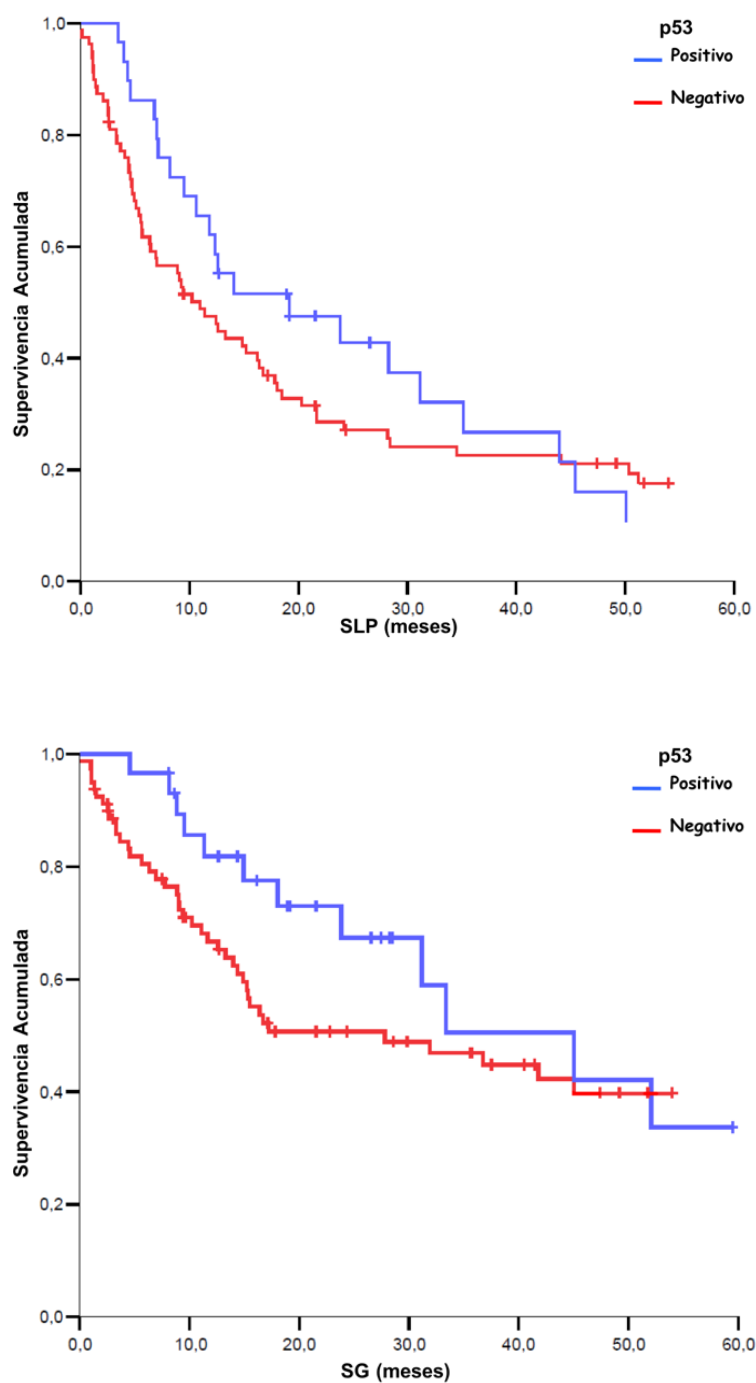 p53
Positivo
Negativo
1,0
0,8
0,6
0,4
0,2
0,0
Supervivencia Acumulada
0,0 10,0 20,0 30,0 40,0 50,0 60,0
SLP (meses)
p53
Positivo
Negativo
1,0
0,8
0,6
0,4
0,2
0,0
Supervivencia Acumulada
0,0 10,0 20,0 30,0 40,0 50,0 60,0
SG (meses)